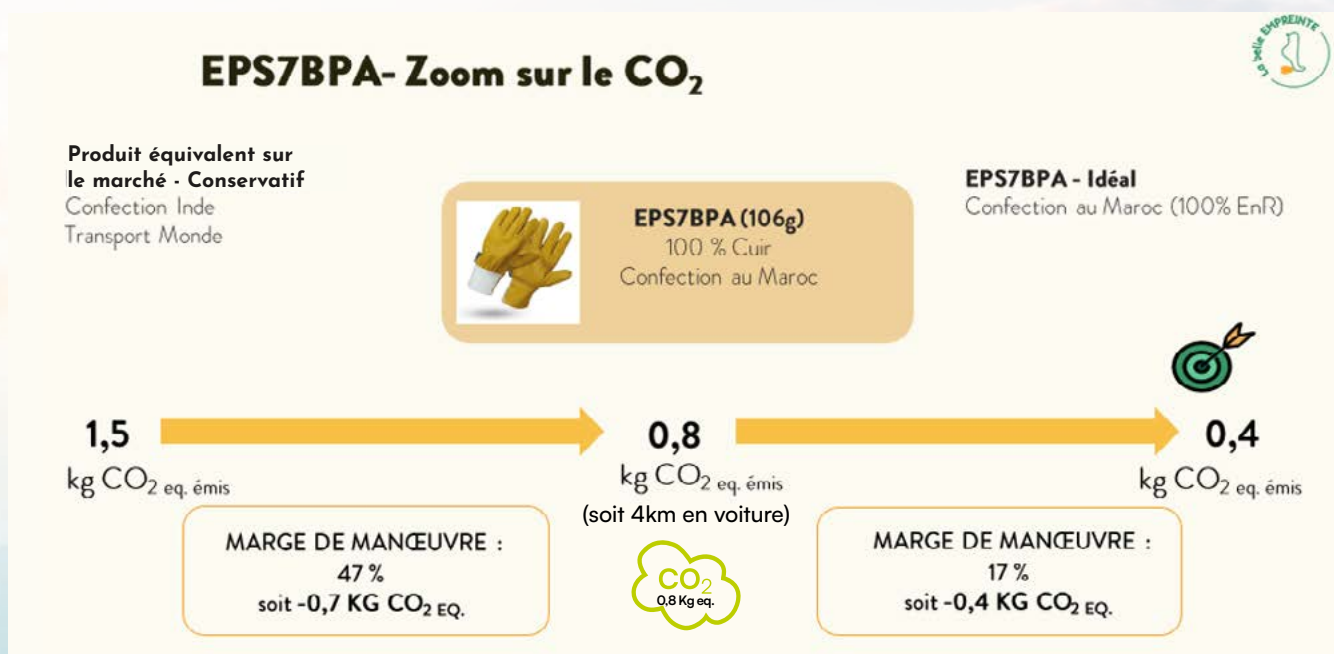 La belle EMPREINTE
EPS7BPA- Zoom sur le CO₂
Produit équivalent sur
le marché - Conservatif
Confection Inde
Transport Monde
EPS7BPA (106g)
100 % Cuir
Confection au Maroc
EPS7BPA - Idéal
Confection au Maroc (100% EnR)
1,5
kg CO₂ eq. émis
0,8
kg CO₂ eq. émis
(soit 4km en voiture)
0,4
kg CO₂ eq. émis
MARGE DE MANŒUVRE :
47 %
soit -0,7 KG CO₂ EQ.
CO₂
0,8 Kg eq.
MARGE DE MANŒUVRE :
17 %
soit -0,4 KG CO₂ EQ.